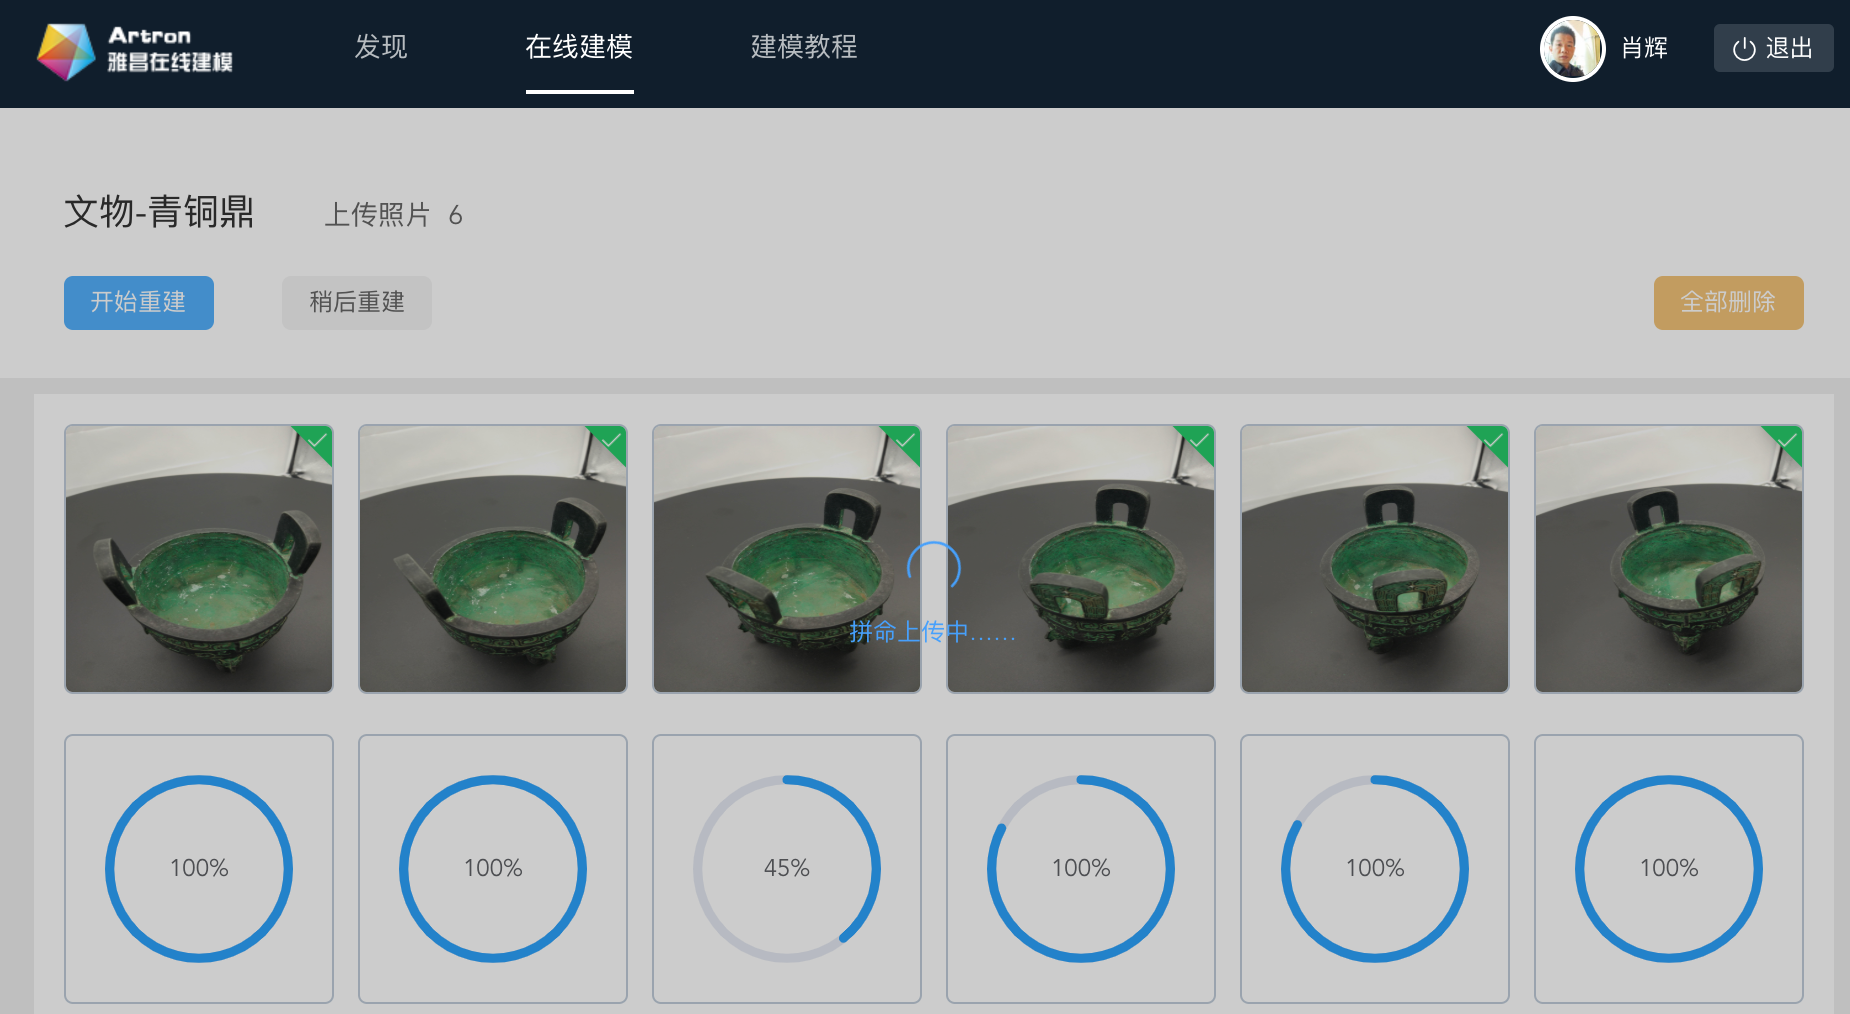 Artron
雅昌在线建模
发现
在线建模
建模教程
肖辉
退出
文物-青铜鼎
上传照片 6
开始重建
稍后重建
全部删除
拼命上传中......
100%
100%
45%
100%
100%
100%